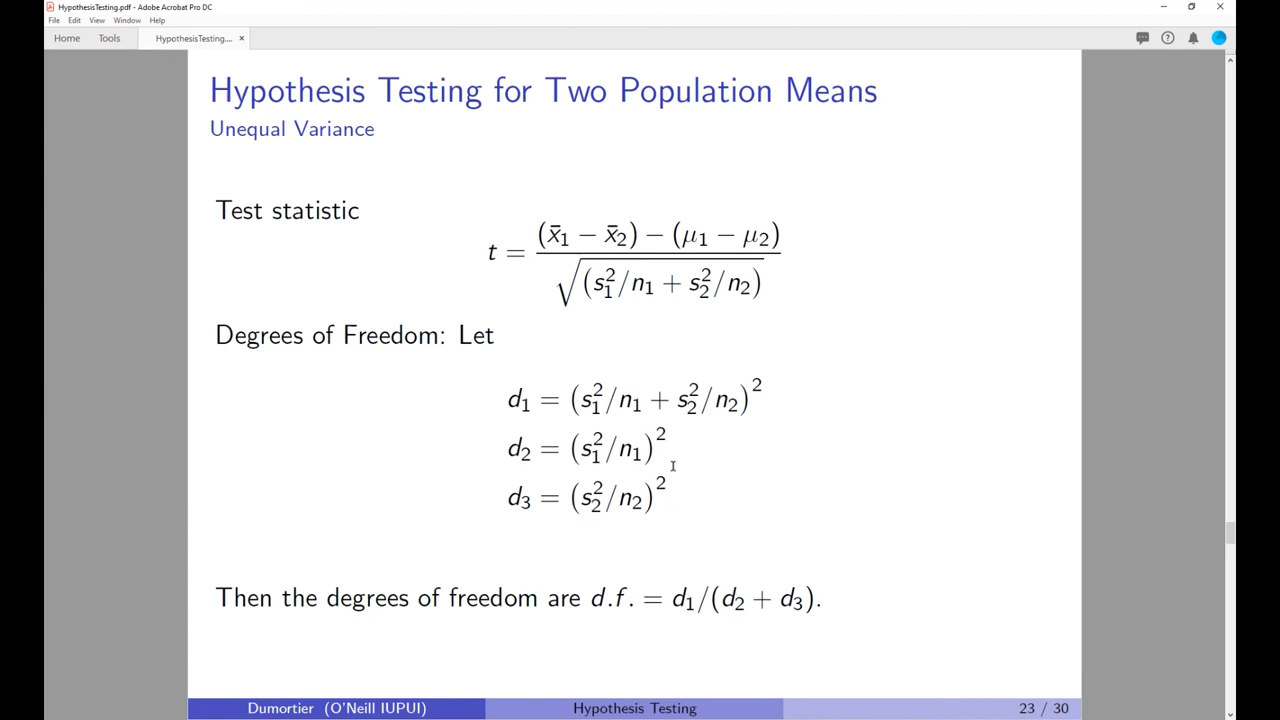 HypothesisTesting.pdf - Adobe Acrobat Pro DC
File Edit View Window Help
Home Tools HypothesisTesting.... ×
Hypothesis Testing for Two Population Means
Unequal Variance
Test statistic
t = (x̄₁ − x̄₂) − (μ₁ − μ₂) / √(s₁²/n₁ + s₂²/n₂)
Degrees of Freedom: Let
d₁ = (s₁²/n₁ + s₂²/n₂)²
d₂ = (s₁²/n₁)²
d₃ = (s₂²/n₂)²
Then the degrees of freedom are d.f. = d₁/(d₂ + d₃).
Dumortier (O'Neill IUPUI) Hypothesis Testing 23 / 30